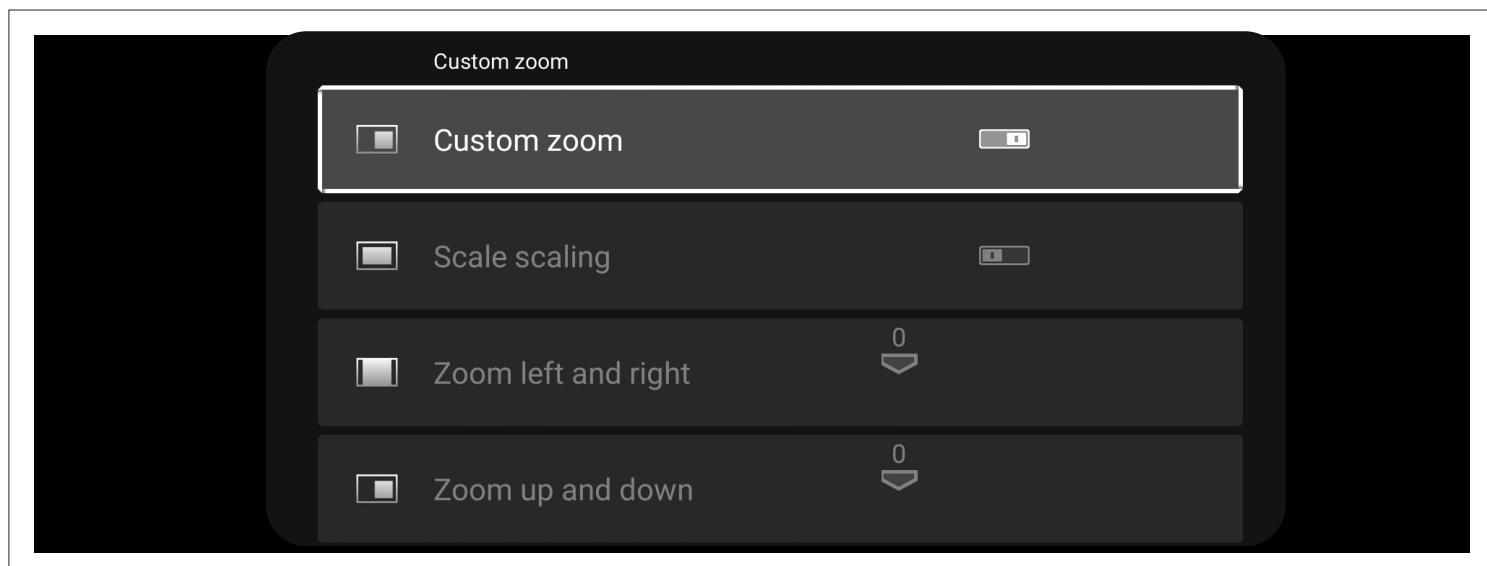 Custom zoom
Custom zoom
Scale scaling
0
Zoom left and right
0
Zoom up and down